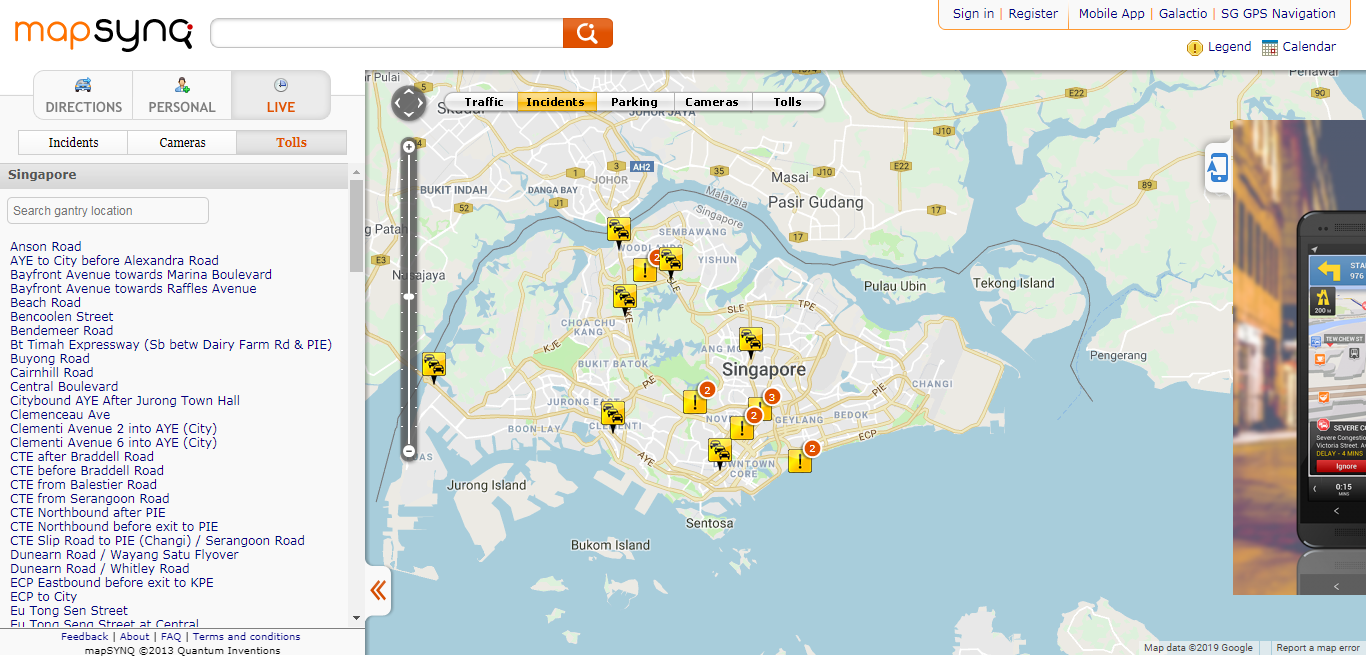 mapsynq
Sign in | Register
Mobile App | Galactio | SG GPS Navigation
Legend
Calendar
DIRECTIONS
PERSONAL
LIVE
Incidents
Cameras
Tolls
Singapore
Search gantry location
Anson Road
AYE to City before Alexandra Road
Bayfront Avenue towards Marina Boulevard
Bayfront Avenue towards Raffles Avenue
Beach Road
Bencoolen Street
Bendemeer Road
Bt Timah Expressway (Sb betw Dairy Farm Rd & PIE)
Buyong Road
Cairnhill Road
Central Boulevard
Citybound AYE After Jurong Town Hall
Clemenceau Ave
Clementi Avenue 2 into AYE (City)
Clementi Avenue 6 into AYE (City)
CTE after Braddell Road
CTE before Braddell Road
CTE from Balestier Road
CTE from Serangoon Road
CTE Northbound after PIE
CTE Northbound before exit to PIE
CTE Slip Road to PIE (Changi) / Serangoon Road
Dunearn Road / Wayang Satu Flyover
Dunearn Road / Whitley Road
ECP Eastbound before exit to KPE
ECP to City
Eu Tong Sen Street
Eu Tong Seng Street at Central
Feedback | About | FAQ | Terms and conditions
mapSYNQ ©2013 Quantum Inventions
Traffic
Incidents
Parking
Cameras
Tolls
r Pulai
5
Skudai
JOHOR JAYA
Penawar
E22
90
J10
3
AH2
1
JOHOR
35
Masai
J10
E22
BUKIT INDAH
DANGA BAY
J1
52
Malaysia
Singapore
Pasir Gudang
89
17
17
g Patah
E3
Nusajaya
SEMBAWANG
WOODLANDS
YISHUN
2
SLE
Pulau Ubin
Tekong Island
SLE
TPE
CHOA CHU
KANG
KJE
BUKIT BATOK
ANG MO
Singapore
Pengerang
CHANGI
PIE
PIE
2
3
2
JURONG EAST
NOV
GEYLANG
BEDOK
BOON LAY
CLEMENTI
ECP
2
AYE
DOWNTOWN
CORE
Jurong Island
Sentosa
Bukom Island
STA
976
200 M
TEW CHEW ST
SEVERE CO
Severe Congestion
Victoria Street. A
DELAY - 4 MINS
Ignore
0:15
MINS
Map data ©2019 Google
Report a map error